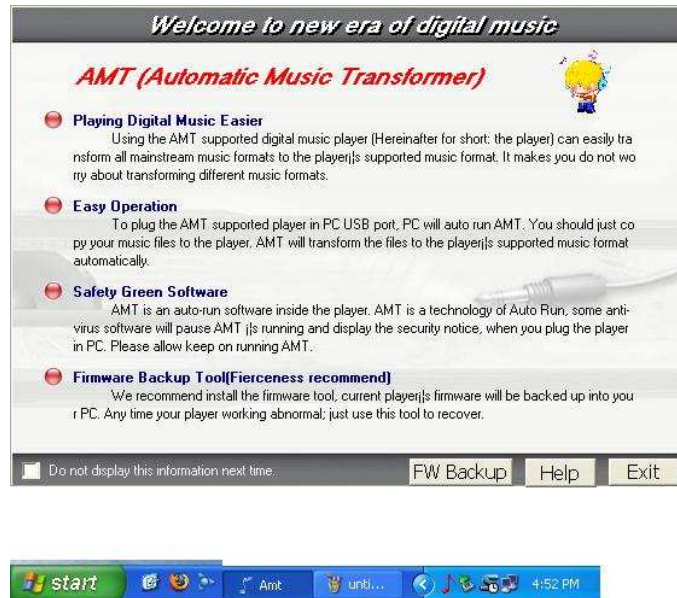 Welcome to new era of digital music
AMT (Automatic Music Transformer)
Playing Digital Music Easier
Using the AMT supported digital music player (Hereinafter for short: the player) can easily tra
nsform all mainstream music formats to the player¡¦s supported music format. It makes you do not wo
rry about transforming different music formats.
Easy Operation
To plug the AMT supported player in PC USB port, PC will auto run AMT. You should just co
py your music files to the player. AMT will transform the files to the player¡¦s supported music format
automatically.
Safety Green Software
AMT is an auto-run software inside the player. AMT is a technology of Auto Run, some anti-
virus software will pause AMT ¡¦s running and display the security notice, when you plug the player
in PC. Please allow keep on running AMT.
Firmware Backup Tool(Fierceness recommend)
We recommend install the firmware tool, current player¡¦s firmware will be backed up into you
r PC. Any time your player working abnormal; just use this tool to recover.
Do not display this information next time.
FW Backup Help Exit
start Amt unti... 4:52 PM